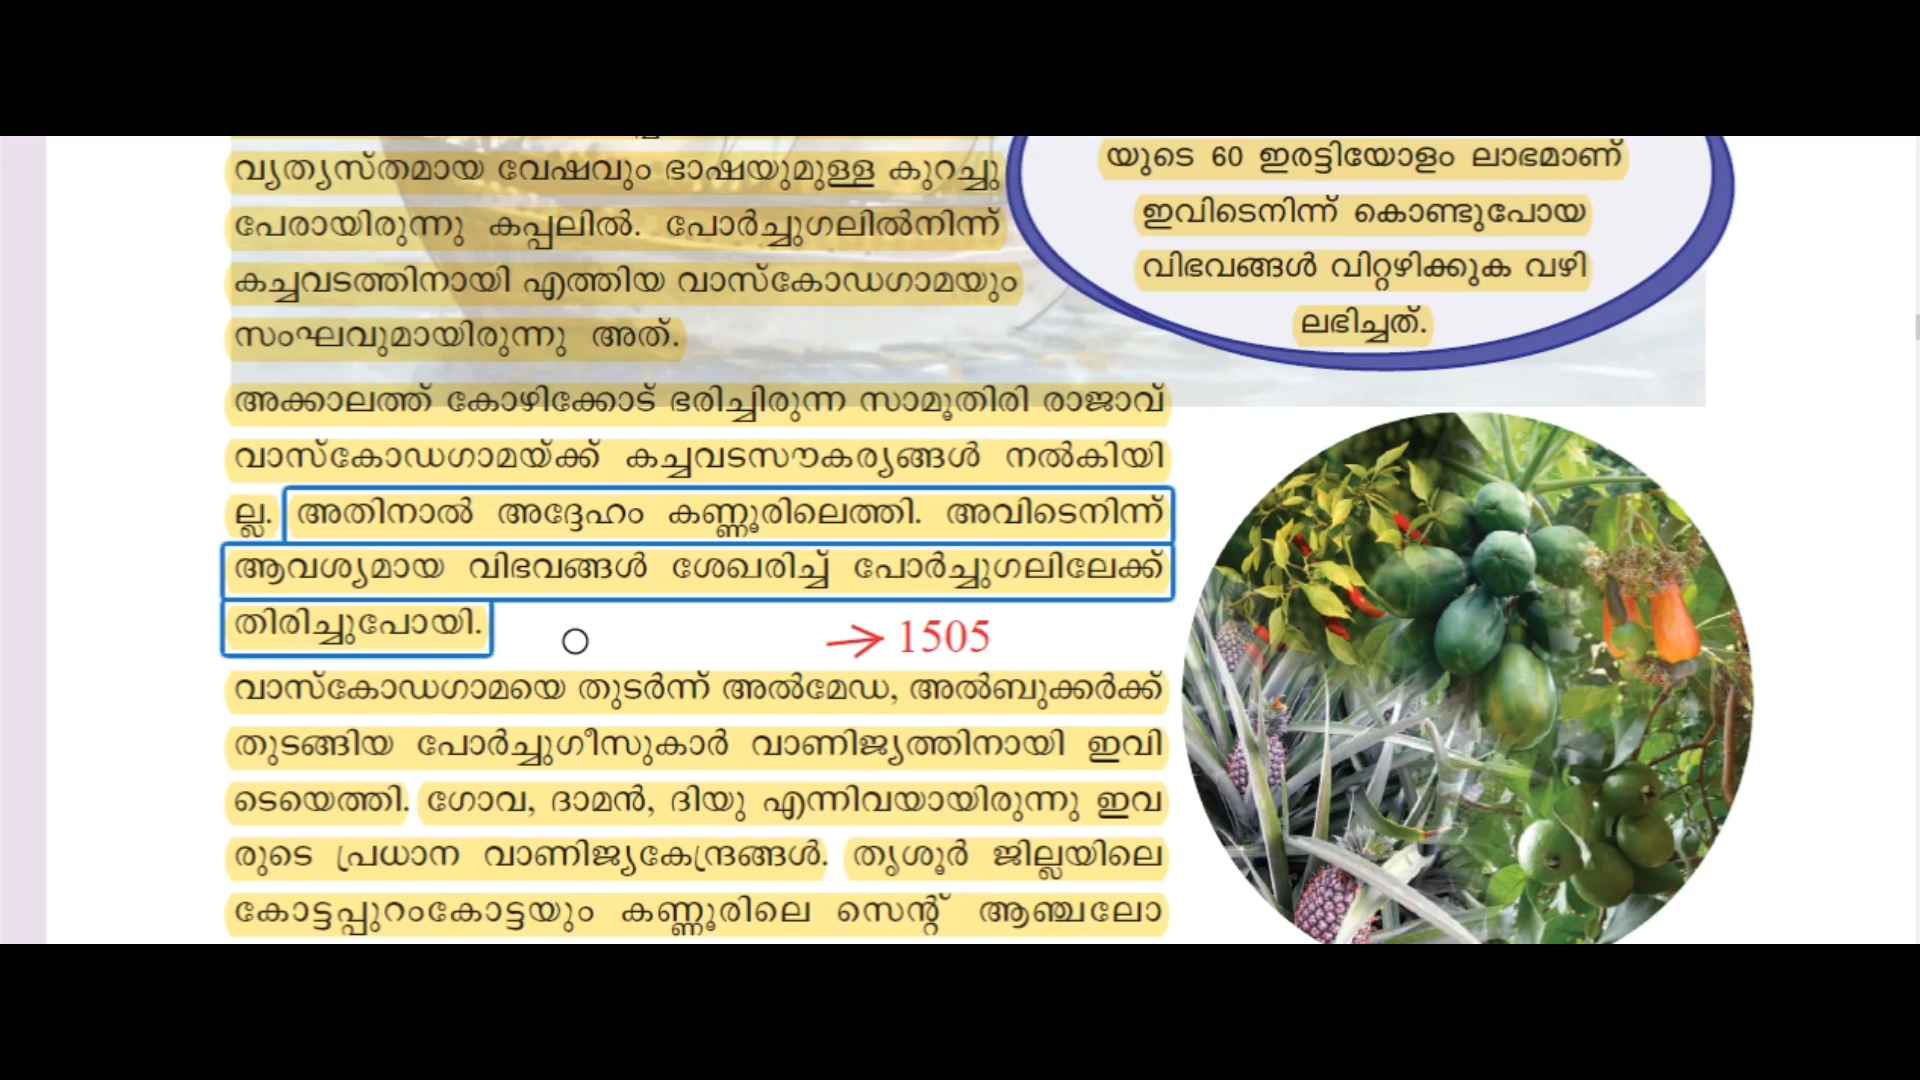 വ്യത്യസ്തമായ വേഷവും ഭാഷയുമുള്ള കുറച്ചു
പേരായിരുന്നു കപ്പലിൽ. പോർച്ചുഗലിൽനിന്ന്
കച്ചവടത്തിനായി എത്തിയ വാസ്കോഡഗാമയും
സംഘവുമായിരുന്നു അത്.
യുടെ 60 ഇരട്ടിയോളം ലാഭമാണ്
ഇവിടെനിന്ന് കൊണ്ടുപോയ
വിഭവങ്ങൾ വിറ്റഴിക്കുക വഴി
ലഭിച്ചത്.
അക്കാലത്ത് കോഴിക്കോട് ഭരിച്ചിരുന്ന സാമൂതിരി രാജാവ്
വാസ്കോഡഗാമയ്ക്ക് കച്ചവടസൗകര്യങ്ങൾ നൽകിയി
ല്ല. അതിനാൽ അദ്ദേഹം കണ്ണൂരിലെത്തി. അവിടെനിന്ന്
ആവശ്യമായ വിഭവങ്ങൾ ശേഖരിച്ച് പോർച്ചുഗലിലേക്ക്
തിരിച്ചുപോയി.
→ 1505
വാസ്കോഡഗാമയെ തുടർന്ന് അൽമേഡ, അൽബുക്കർക്ക്
തുടങ്ങിയ പോർച്ചുഗീസുകാർ വാണിജ്യത്തിനായി ഇവി
ടെയെത്തി. ഗോവ, ദാമൻ, ദിയു എന്നിവയായിരുന്നു ഇവ
രുടെ പ്രധാന വാണിജ്യകേന്ദ്രങ്ങൾ. തൃശൂർ ജില്ലയിലെ
കോട്ടപ്പുറംകോട്ടയും കണ്ണൂരിലെ സെന്റ് ആഞ്ചലോ